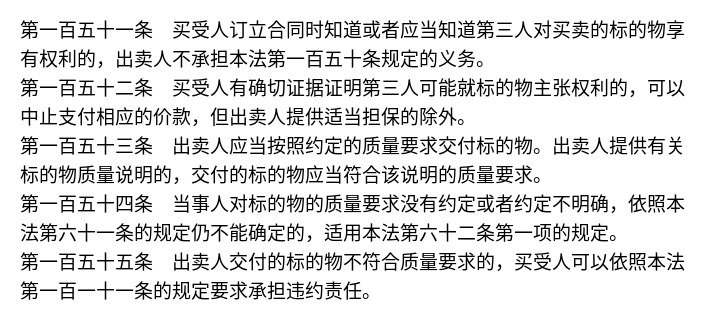 第一百五十一条　买受人订立合同时知道或者应当知道第三人对买卖的标的物享
有权利的，出卖人不承担本法第一百五十条规定的义务。
第一百五十二条　买受人有确切证据证明第三人可能就标的物主张权利的，可以
中止支付相应的价款，但出卖人提供适当担保的除外。
第一百五十三条　出卖人应当按照约定的质量要求交付标的物。出卖人提供有关
标的物质量说明的，交付的标的物应当符合该说明的质量要求。
第一百五十四条　当事人对标的物的质量要求没有约定或者约定不明确，依照本
法第六十一条的规定仍不能确定的，适用本法第六十二条第一项的规定。
第一百五十五条　出卖人交付的标的物不符合质量要求的，买受人可以依照本法
第一百一十一条的规定要求承担违约责任。